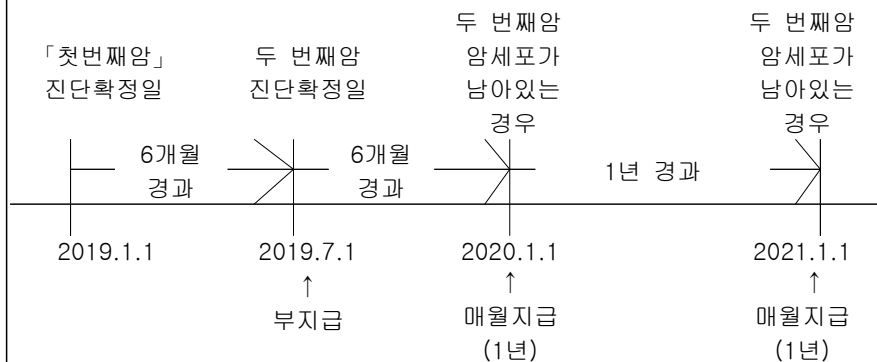 「첫번째암」
진단확정일
두 번째암
진단확정일
두 번째암
암세포가
남아있는
경우
두 번째암
암세포가
남아있는
경우
6개월
경과
6개월
경과
1년 경과
2019.1.1
2019.7.1
2020.1.1
2021.1.1
↑
부지급
↑
매월지급
(1년)
↑
매월지급
(1년)